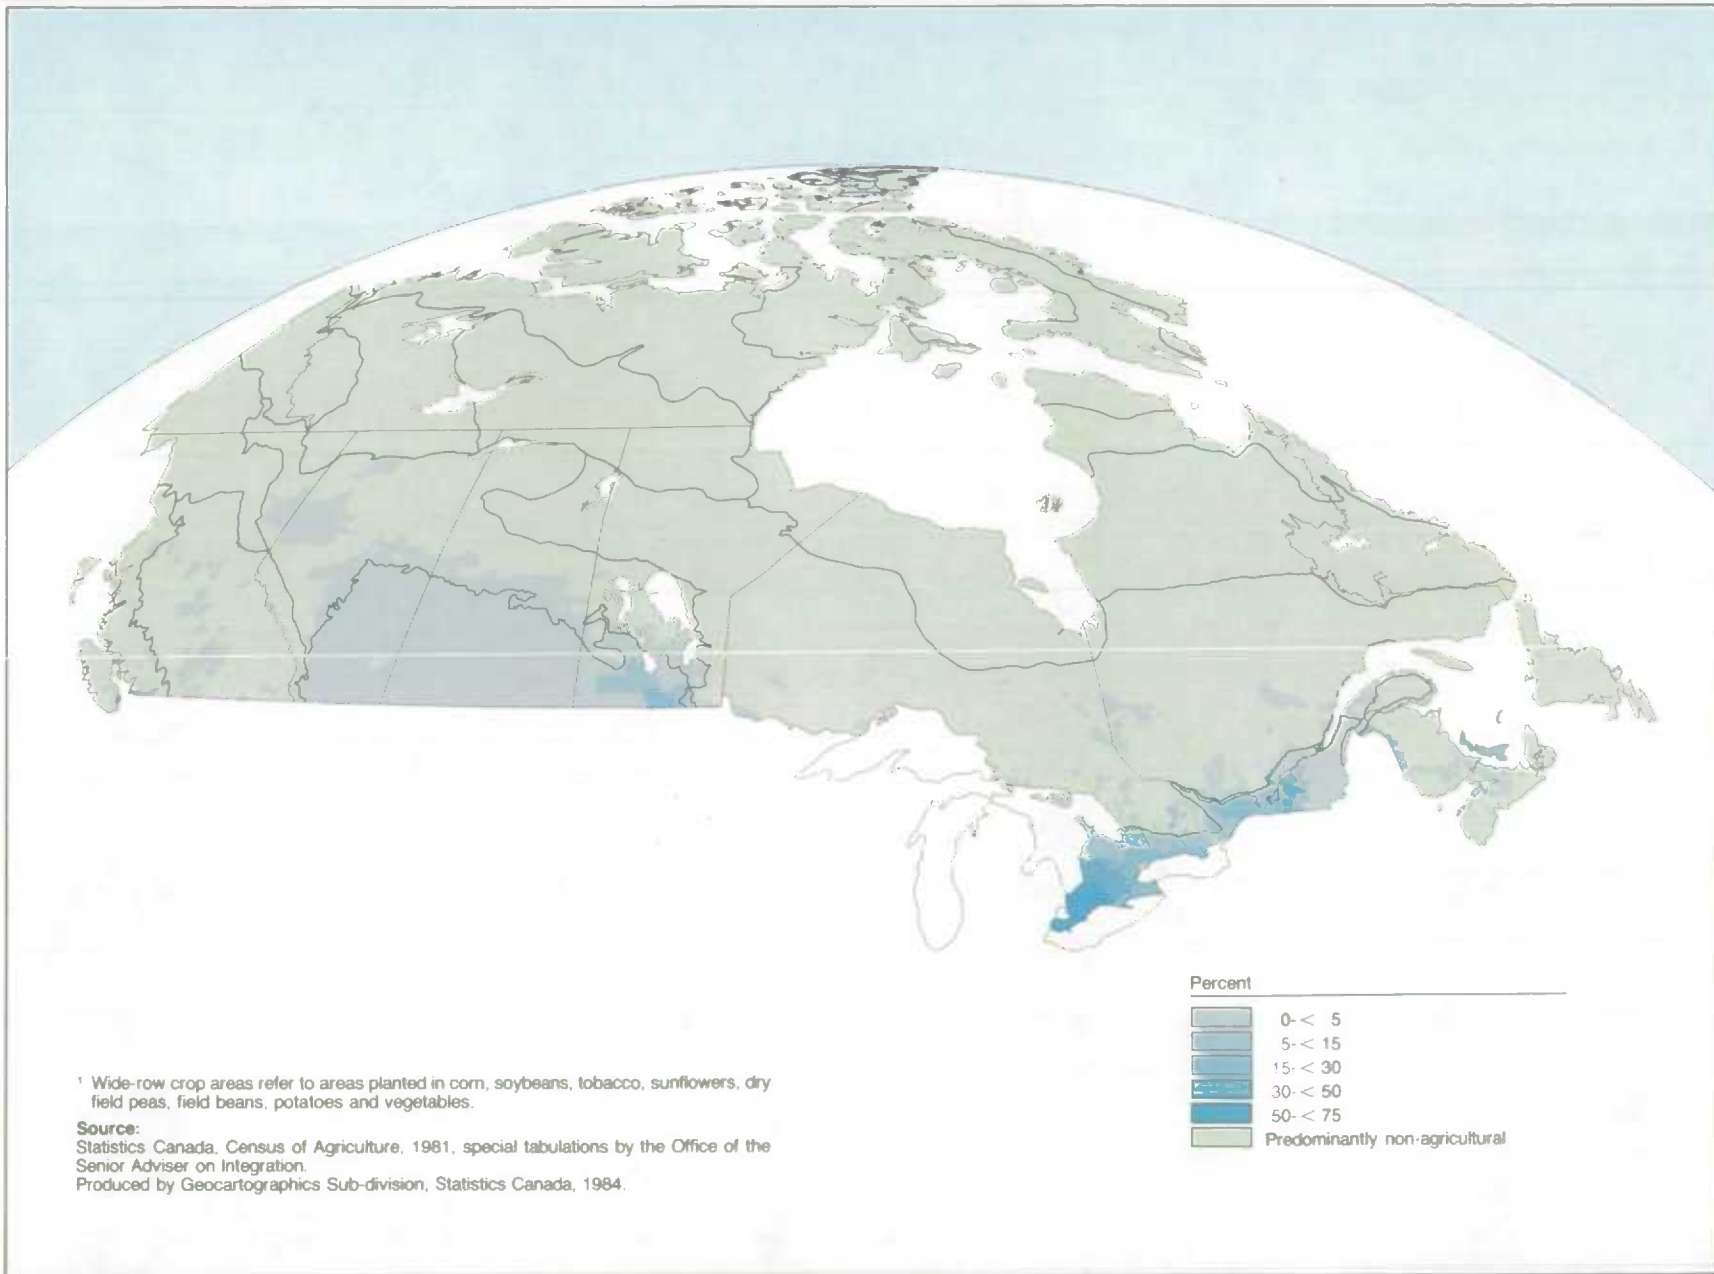 Percent
0-< 5
5-< 15
15-< 30
30-< 50
50-< 75
Predominantly non-agricultural
¹ Wide-row crop areas refer to areas planted in corn, soybeans, tobacco, sunflowers, dry
field peas, field beans, potatoes and vegetables.
Source:
Statistics Canada, Census of Agriculture, 1981, special tabulations by the Office of the
Senior Adviser on Integration.
Produced by Geocartographics Sub-division, Statistics Canada, 1984.